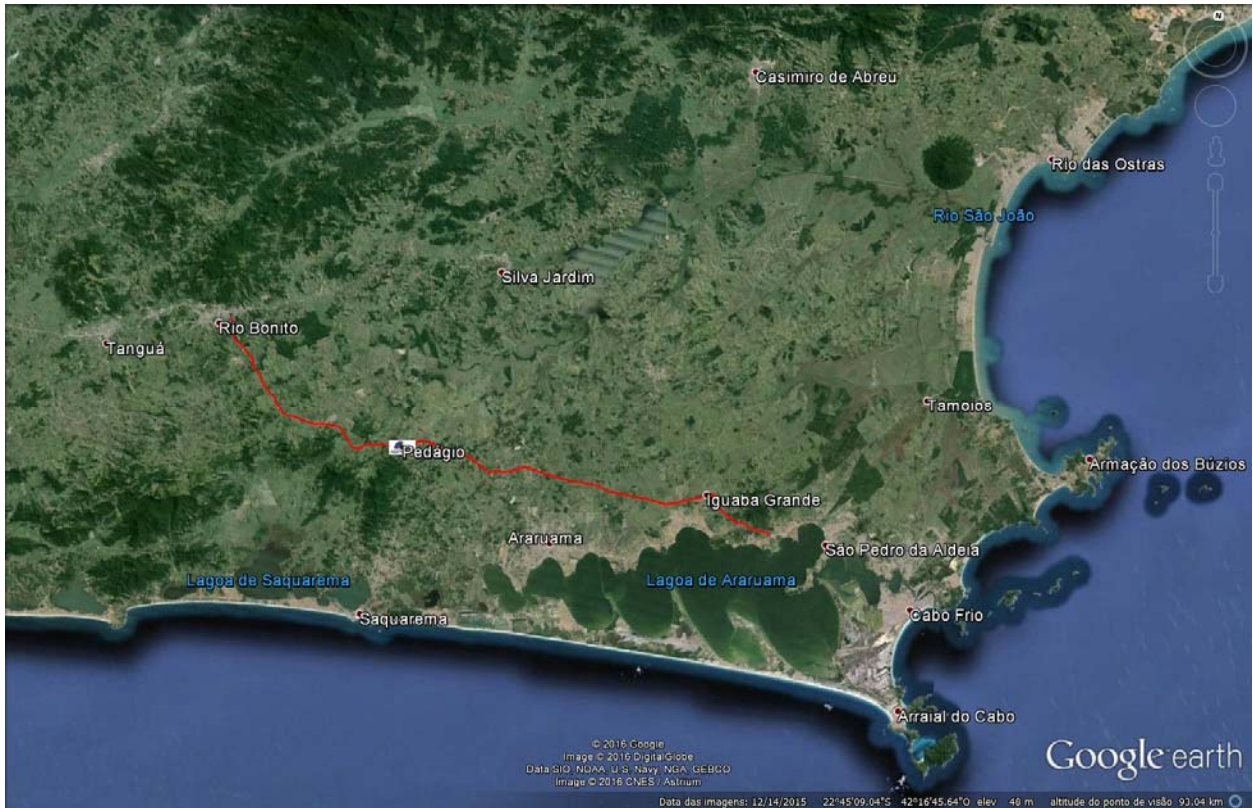 N
Casimiro de Abreu
Rio das Ostras
Rio São João
Silva Jardim
Rio Bonito
Tanguá
Tamoios
Pedágio
Armação dos Búzios
Iguaba Grande
Araruama
São Pedro da Aldeia
Lagoa de Saquarema
Lagoa de Araruama
Saquarema
Cabo Frio
Arraial do Cabo
© 2016 Google
Image © 2016 DigitalGlobe
Data SIO, NOAA, U.S. Navy, NGA, GEBCO
Image © 2016 CNES / Astrium
Google earth
Data das imagens: 12/14/2015 22°45'09.04"S 42°16'45.64"O elev 48 m altitude do ponto de visão 93.04 km